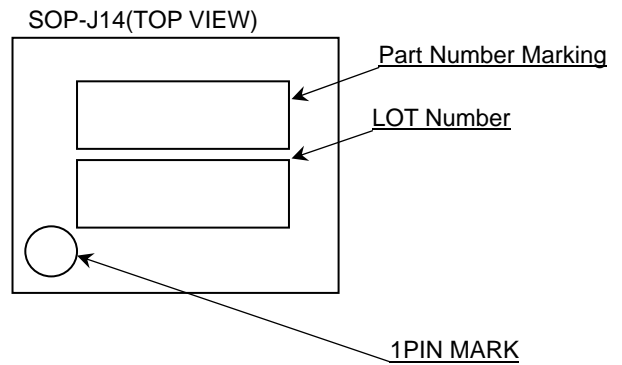 SOP-J14(TOP VIEW)
Part Number Marking
LOT Number
1PIN MARK